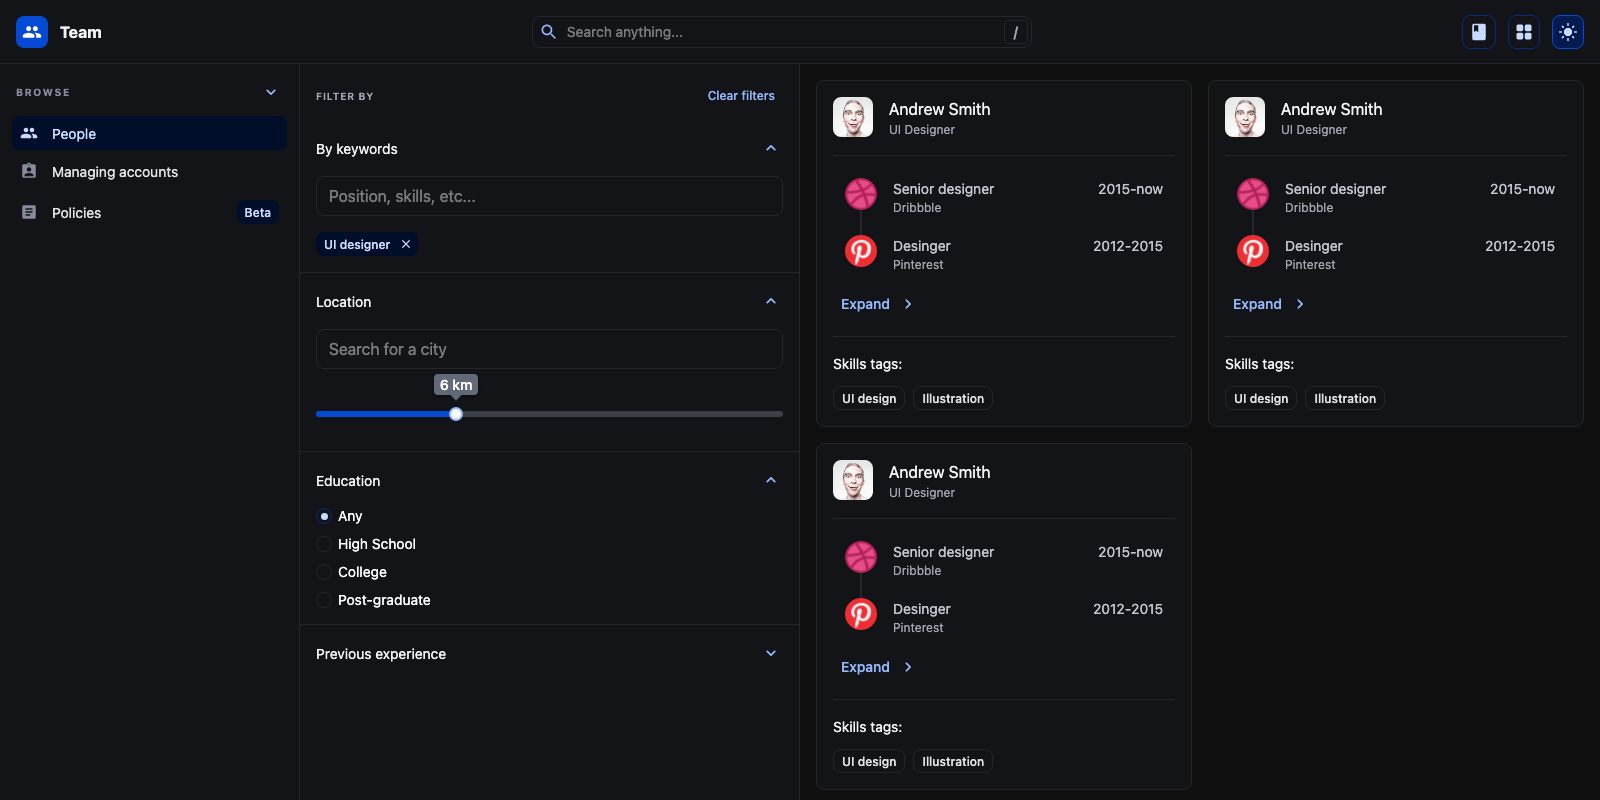 Team
Search anything...
/
BROWSE
People
Managing accounts
Policies
Beta
FILTER BY
Clear filters
By keywords
Position, skills, etc...
UI designer
Location
Search for a city
6 km
Education
Any
High School
College
Post-graduate
Previous experience
Andrew Smith
UI Designer
Senior designer
2015-now
Dribbble
Desinger
2012-2015
Pinterest
Expand
Skills tags:
UI design
Illustration
Andrew Smith
UI Designer
Senior designer
2015-now
Dribbble
Desinger
2012-2015
Pinterest
Expand
Skills tags:
UI design
Illustration
Andrew Smith
UI Designer
Senior designer
2015-now
Dribbble
Desinger
2012-2015
Pinterest
Expand
Skills tags:
UI design
Illustration